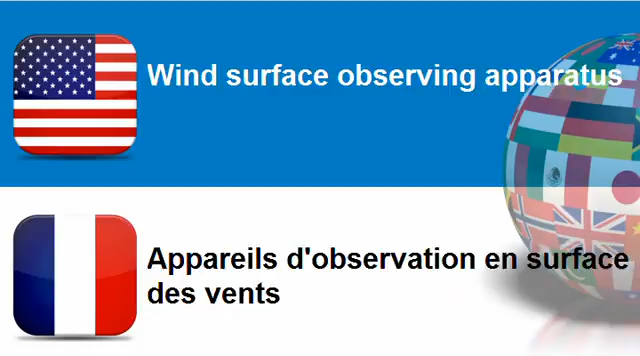 Wind surface observing apparatus
Appareils d'observation en surface
des vents